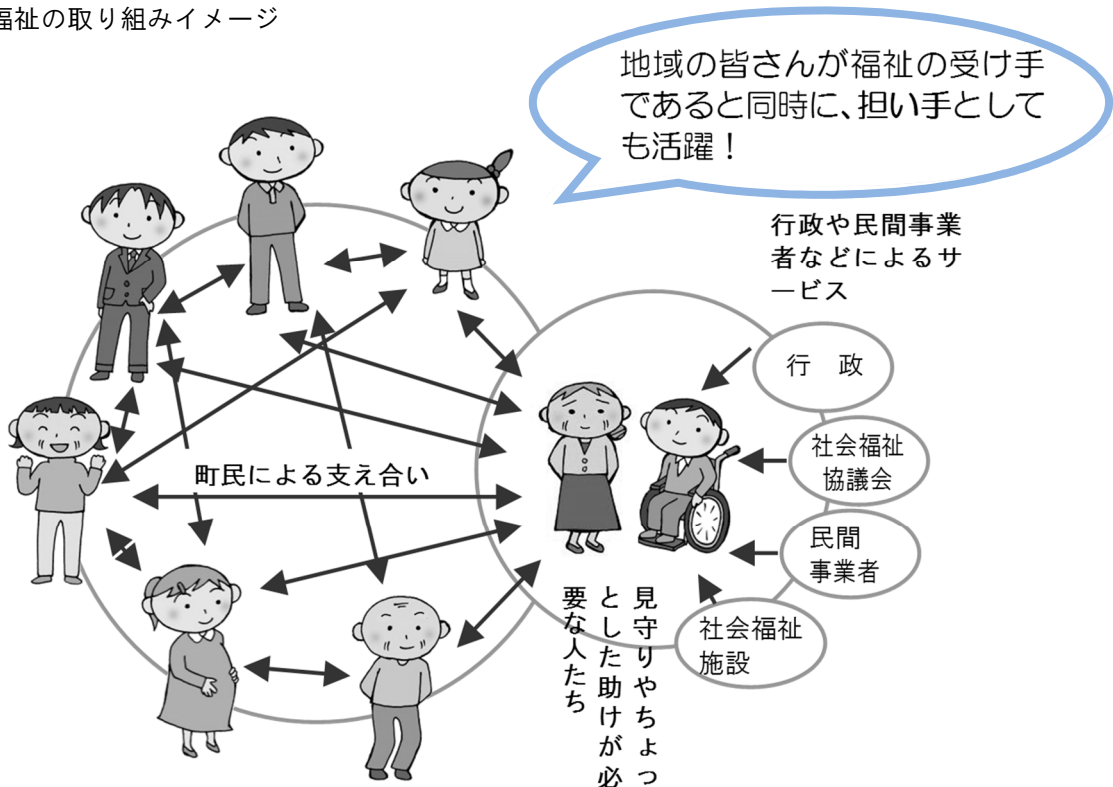 福祉の取り組みイメージ
地域の皆さんが福祉の受け手
であると同時に、担い手として
も活躍！
行政や民間事業
者などによるサ
ービス
行　政
社会福祉
協議会
民間
事業者
社会福祉
施設
町民による支え合い
見守りやちょっ
とした助けが必
要な人たち